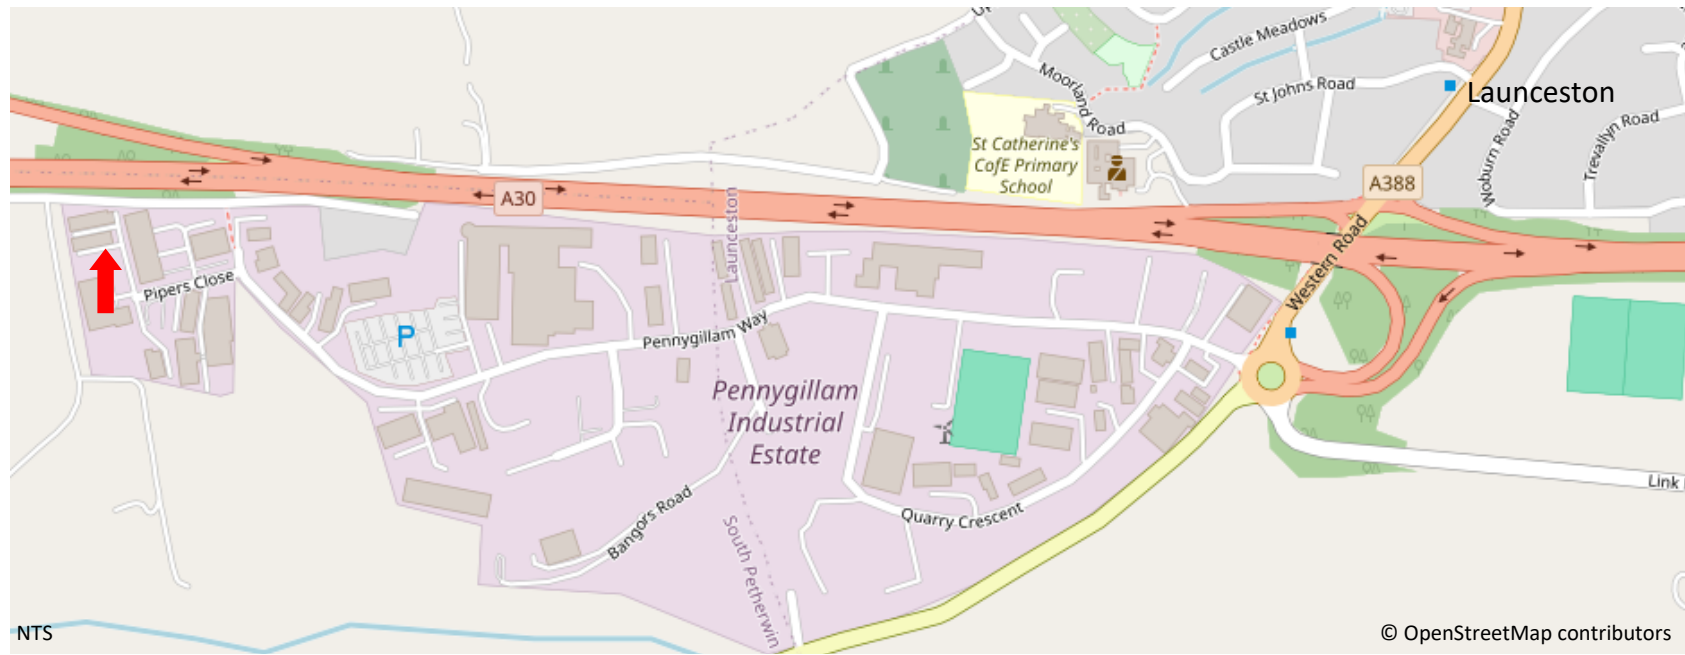 Up
Castle Meadows
Moorland Road
St Johns Road
Launceston
Woburn Road
Trevallyn Road
St Catherine's
CofE Primary
School
A388
A30
Launceston
Western Road
Pipers Close
P
Pennygillam Way
Pennygillam
Industrial
Estate
Link
Quarry Crescent
Bangors Road
South Petherwin
NTS
© OpenStreetMap contributors